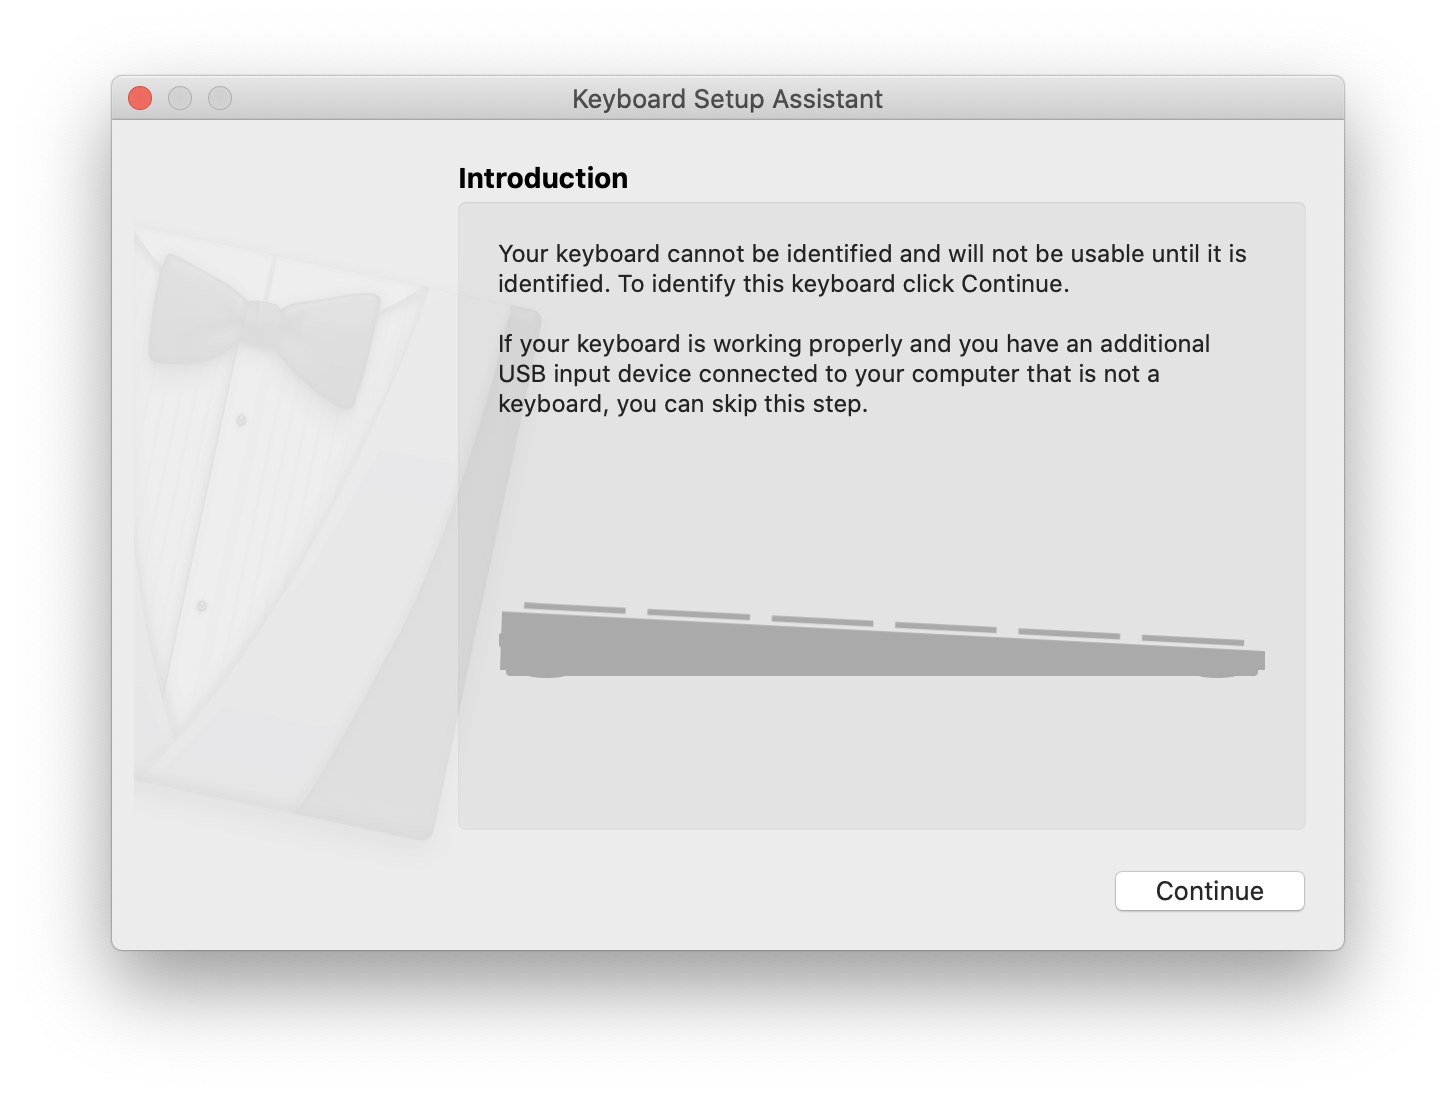 Keyboard Setup Assistant
Introduction
Your keyboard cannot be identified and will not be usable until it is
identified. To identify this keyboard click Continue.
If your keyboard is working properly and you have an additional
USB input device connected to your computer that is not a
keyboard, you can skip this step.
Continue